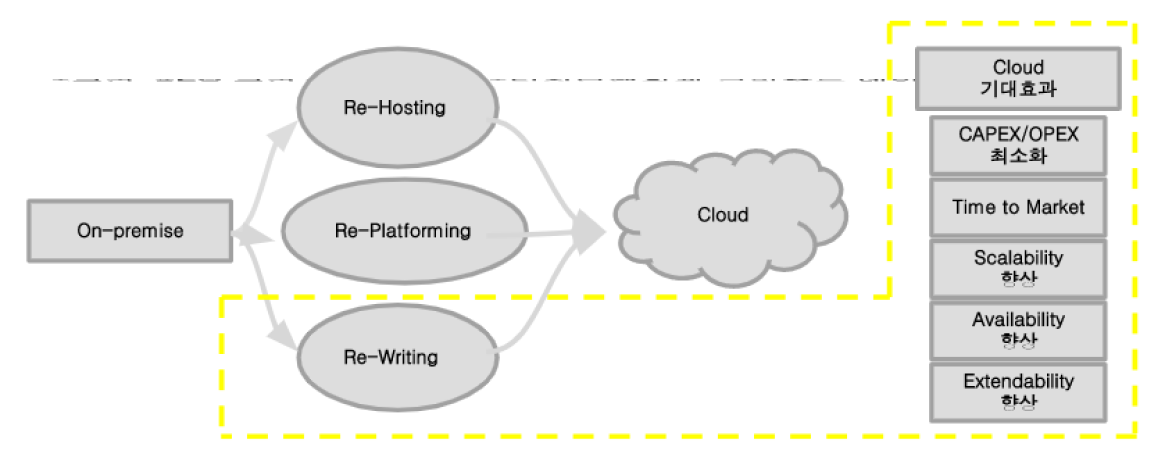 Cloud
기대효과
Re-Hosting
CAPEX/OPEX
최소화
Cloud
Time to Market
On-premise
Re-Platforming
Scalability
향상
Availability
향상
Re-Writing
Extendability
향상